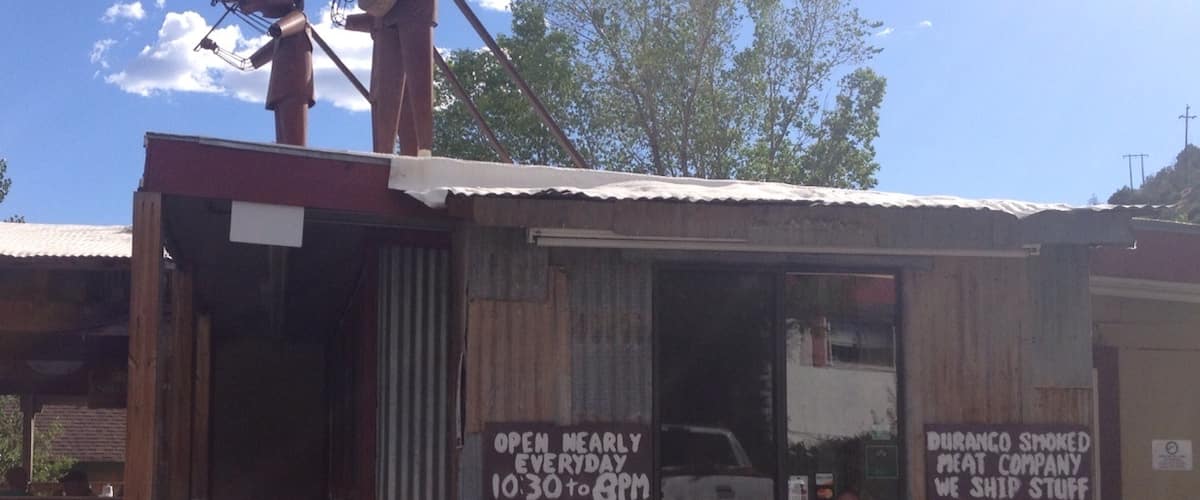 OPEN NEARLY
EVERYDAY
10:30 to 8PM
DURANGO SMOKED
MEAT COMPANY
WE SHIP STUFF